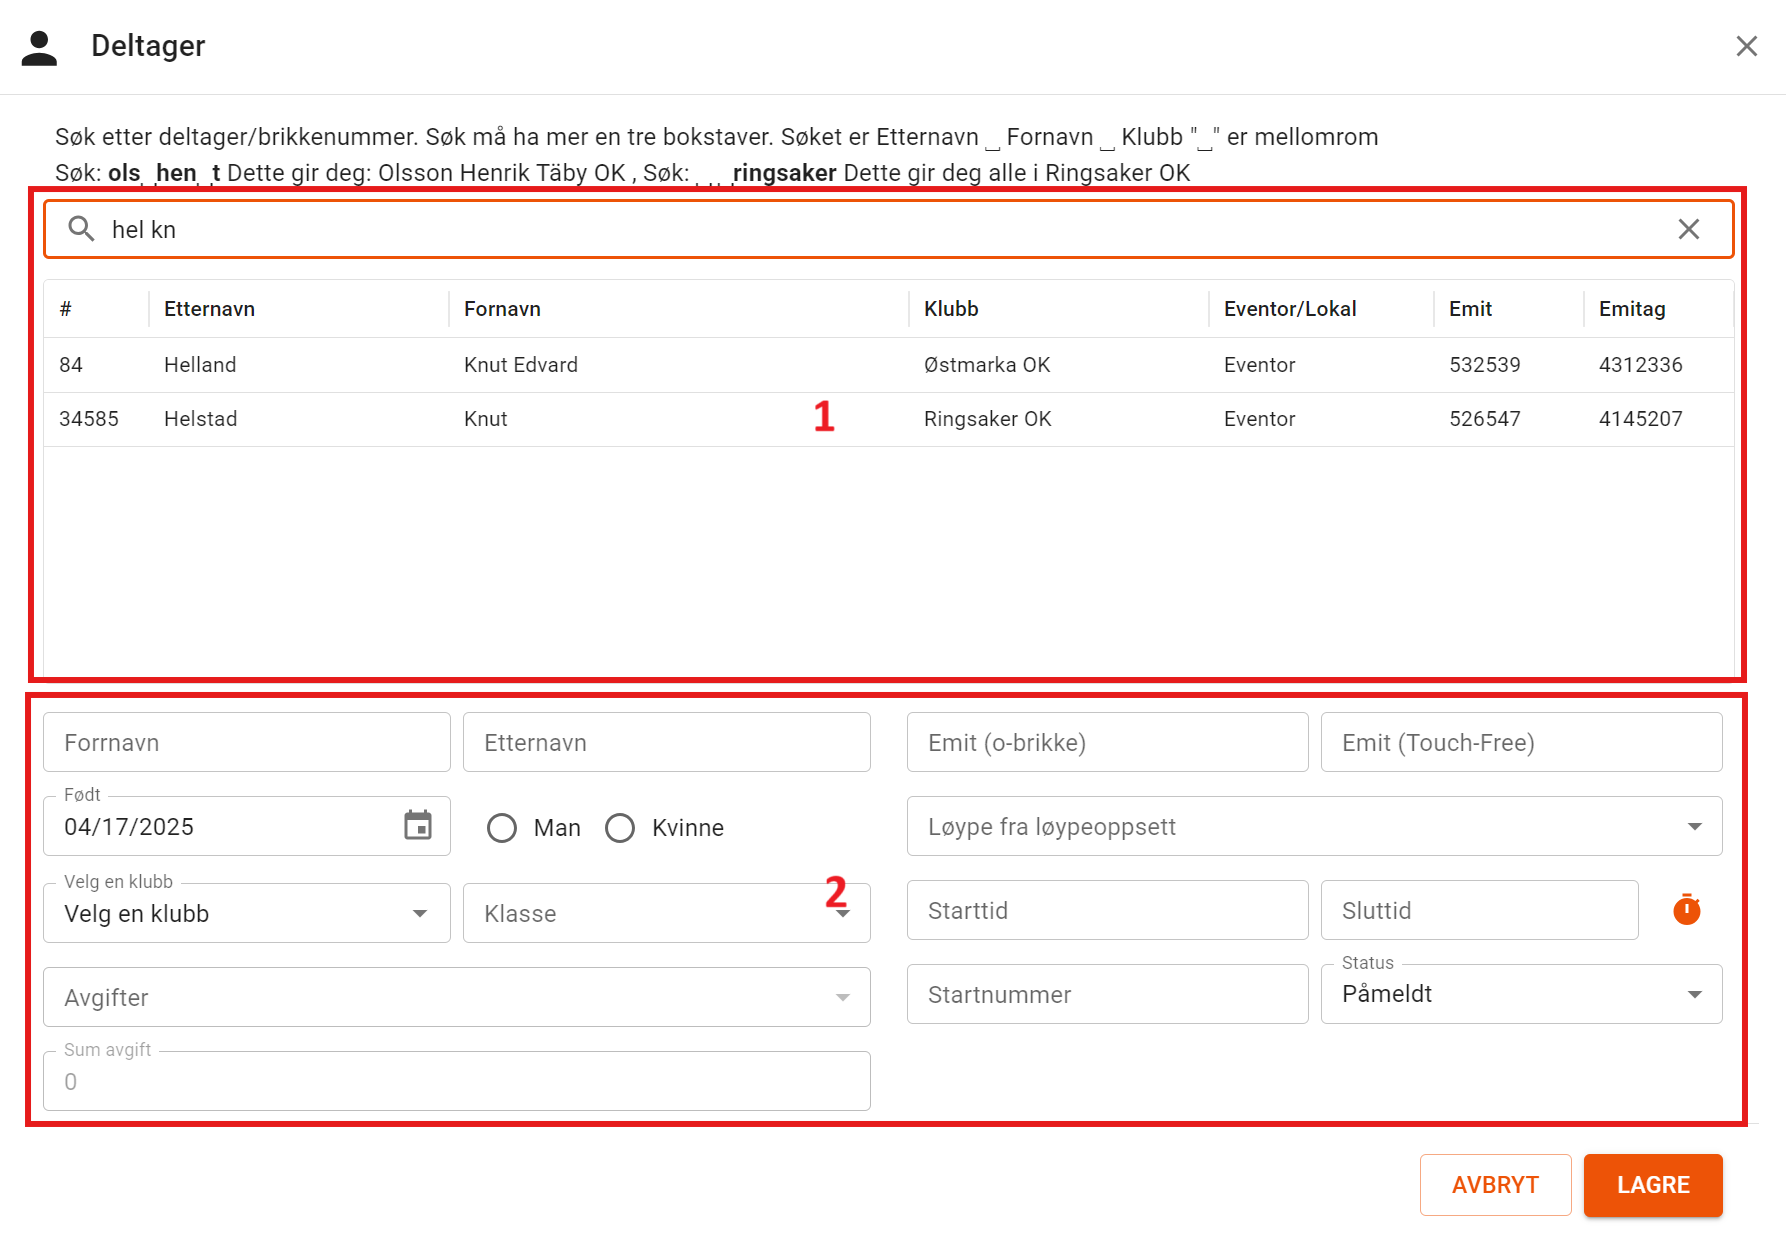 Deltager
Søk etter deltager/brikkenummer. Søk må ha mer en tre bokstaver. Søket er Etternavn ⎵ Fornavn ⎵ Klubb "⎵" er mellomrom
Søk: ols⎵hen⎵t Dette gir deg: Olsson Henrik Täby OK , Søk: ⎵⎵ringsaker Dette gir deg alle i Ringsaker OK
hel kn
# Etternavn Fornavn Klubb Eventor/Lokal Emit Emitag
84 Helland Knut Edvard Østmarka OK Eventor 532539 4312336
34585 Helstad Knut 1 Ringsaker OK Eventor 526547 4145207
Forrnavn Etternavn Emit (o-brikke) Emit (Touch-Free)
Født
04/17/2025 Man Kvinne Løype fra løypeoppsett
Velg en klubb 2
Velg en klubb Klasse Starttid Sluttid
Status
Avgifter Startnummer Påmeldt
Sum avgift
0
AVBRYT LAGRE